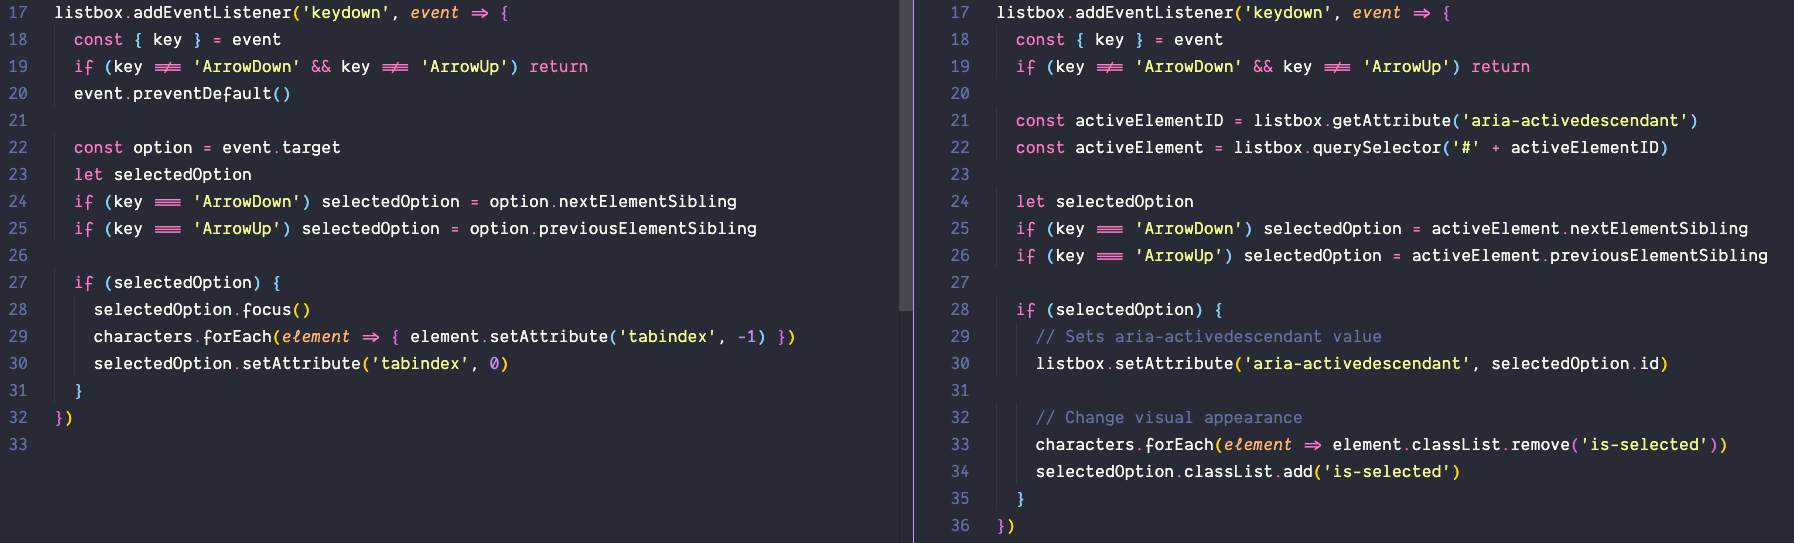 17 listbox.addEventListener('keydown', event => {
18 const { key } = event
19 if (key !== 'ArrowDown' && key !== 'ArrowUp') return
20 event.preventDefault()
21
22 const option = event.target
23 let selectedOption
24 if (key === 'ArrowDown') selectedOption = option.nextElementSibling
25 if (key === 'ArrowUp') selectedOption = option.previousElementSibling
26
27 if (selectedOption) {
28 selectedOption.focus()
29 characters.forEach(element => { element.setAttribute('tabindex', -1) })
30 selectedOption.setAttribute('tabindex', 0)
31 }
32 })
33
17 listbox.addEventListener('keydown', event => {
18 const { key } = event
19 if (key !== 'ArrowDown' && key !== 'ArrowUp') return
20
21 const activeElementID = listbox.getAttribute('aria-activedescendant')
22 const activeElement = listbox.querySelector('#' + activeElementID)
23
24 let selectedOption
25 if (key === 'ArrowDown') selectedOption = activeElement.nextElementSibling
26 if (key === 'ArrowUp') selectedOption = activeElement.previousElementSibling
27
28 if (selectedOption) {
29 // Sets aria-activedescendant value
30 listbox.setAttribute('aria-activedescendant', selectedOption.id)
31
32 // Change visual appearance
33 characters.forEach(element => element.classList.remove('is-selected'))
34 selectedOption.classList.add('is-selected')
35 }
36 })